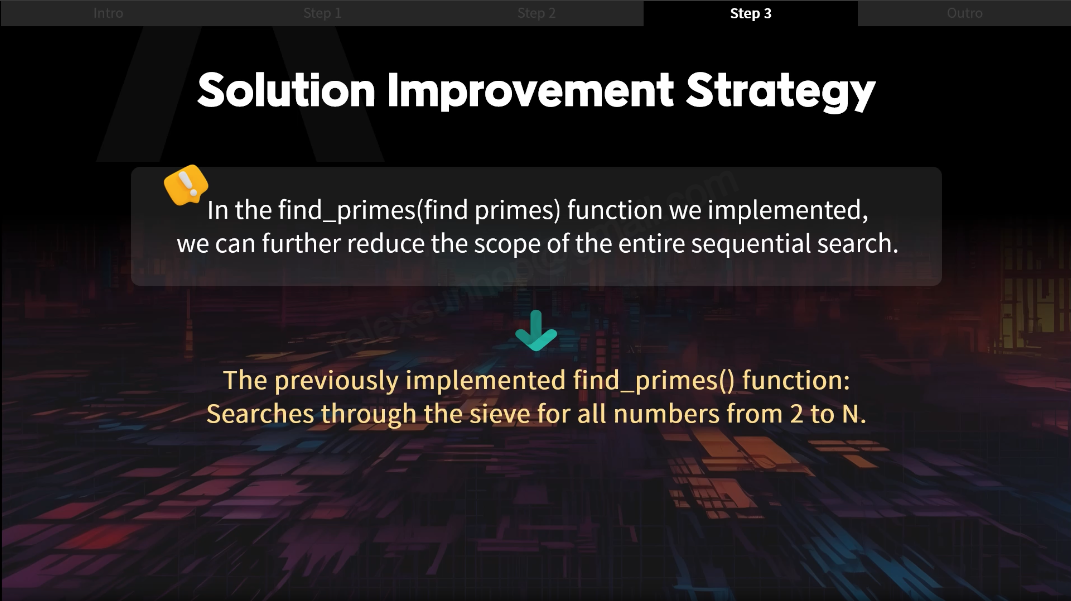 Intro
Step 1
Step 2
Step 3
Outro
Solution Improvement Strategy
In the find_primes(find primes) function we implemented,
we can further reduce the scope of the entire sequential search.
The previously implemented find_primes() function:
Searches through the sieve for all numbers from 2 to N.